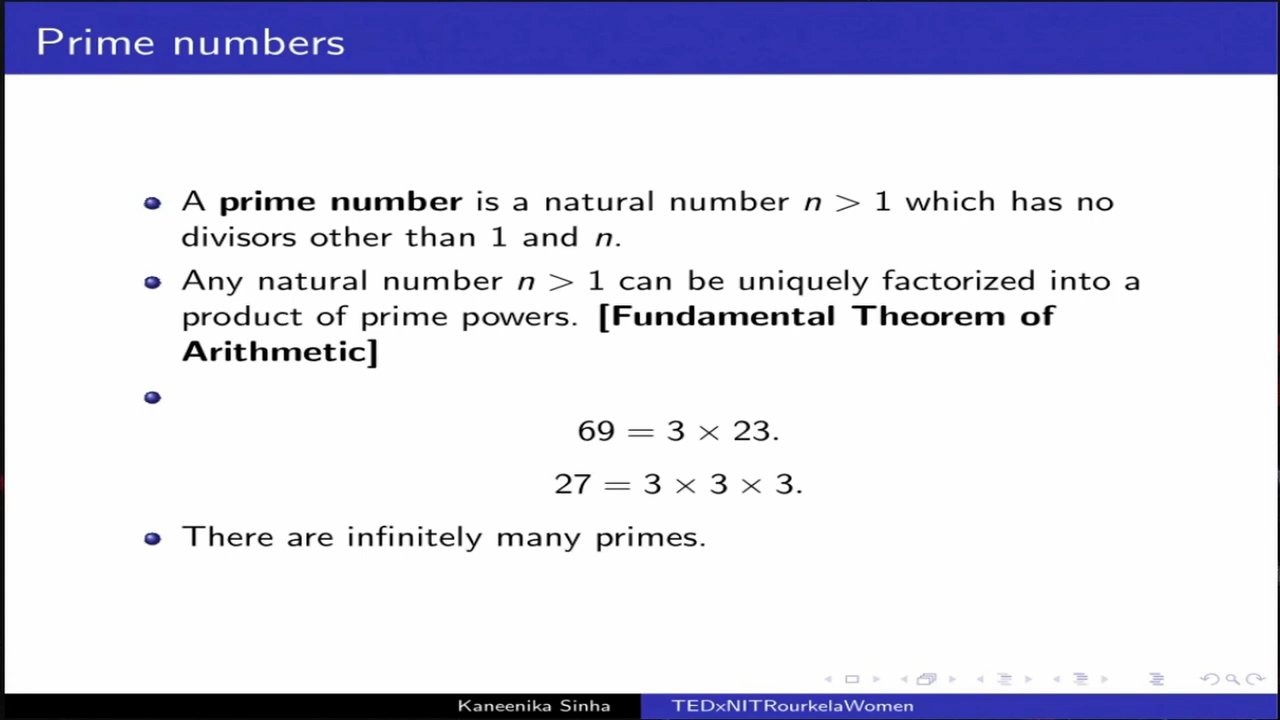 Prime numbers
A prime number is a natural number n > 1 which has no
divisors other than 1 and n.
Any natural number n > 1 can be uniquely factorized into a
product of prime powers. [Fundamental Theorem of
Arithmetic]
69 = 3 × 23.
27 = 3 × 3 × 3.
There are infinitely many primes.
Kaneenika Sinha TEDxNITRourkelaWomen